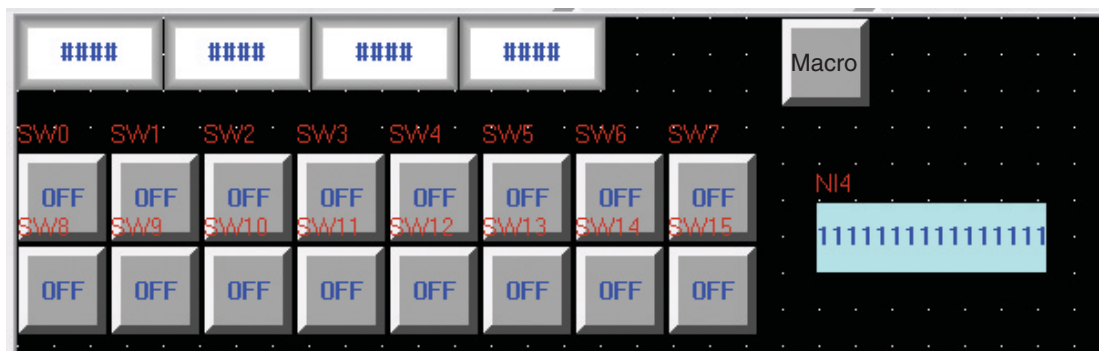 #### #### #### ####
Macro
SW0 SW1 SW2 SW3 SW4 SW5 SW6 SW7
OFF OFF OFF OFF OFF OFF OFF OFF
NI4
SW8 SW9 SW10 SW11 SW12 SW13 SW14 SW15
1111111111111111
OFF OFF OFF OFF OFF OFF OFF OFF